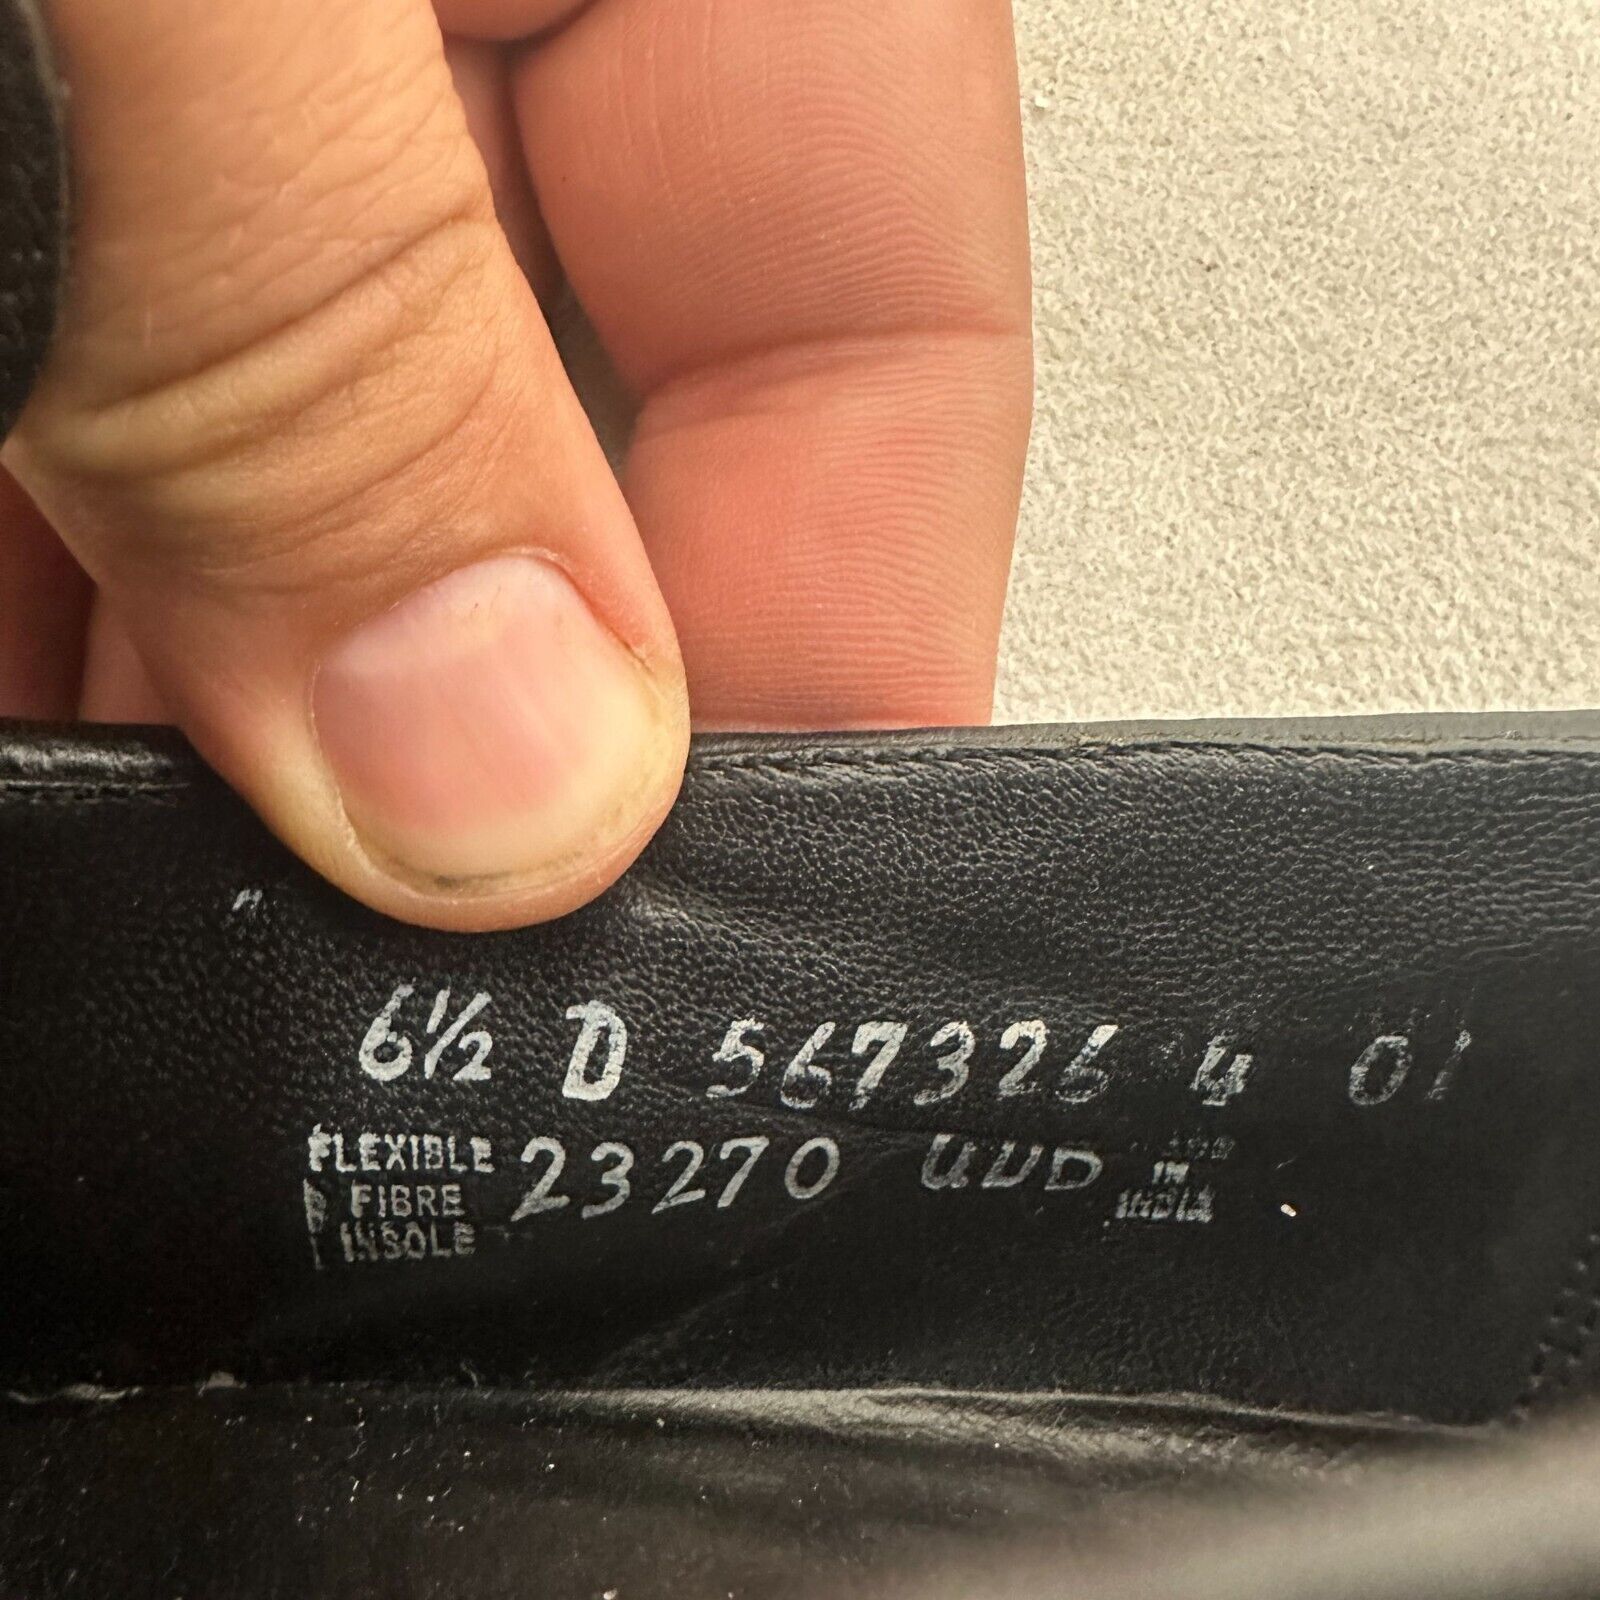 6½ D 567326 4 01
FLEXIBLE 23270 UUD
FIBRE IN
INSOLE INDIA